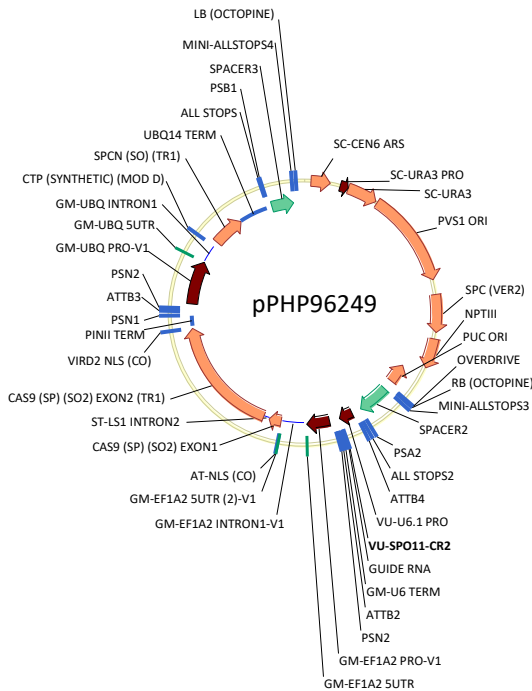 LB (OCTOPINE)
MINI-ALLSTOPS4
SPACER3
PSB1
ALL STOPS
UBQ14 TERM
SPCN (SO) (TR1)
CTP (SYNTHETIC) (MOD D)
GM-UBQ INTRON1
GM-UBQ 5UTR
GM-UBQ PRO-V1
PSN2
ATTB3
PSN1
PINII TERM
VIRD2 NLS (CO)
CAS9 (SP) (SO2) EXON2 (TR1)
ST-LS1 INTRON2
CAS9 (SP) (SO2) EXON1
AT-NLS (CO)
GM-EF1A2 5UTR (2)-V1
GM-EF1A2 INTRON1-V1
pPHP96249
SC-CEN6 ARS
SC-URA3 PRO
SC-URA3
PVS1 ORI
SPC (VER2)
NPTIII
PUC ORI
OVERDRIVE
RB (OCTOPINE)
MINI-ALLSTOPS3
SPACER2
PSA2
ALL STOPS2
ATTB4
VU-U6.1 PRO
VU-SPO11-CR2
GUIDE RNA
GM-U6 TERM
ATTB2
PSN2
GM-EF1A2 PRO-V1
GM-EF1A2 5UTR